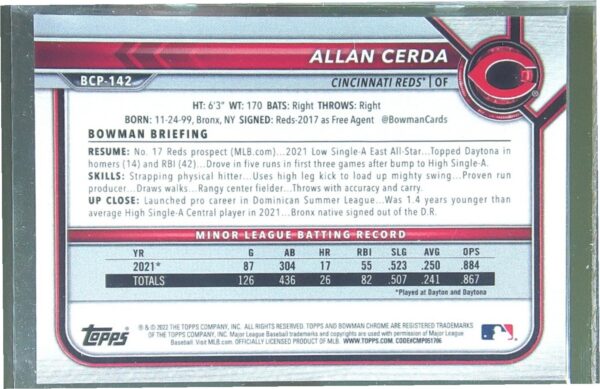 ALLAN CERDA
BCP-142
CINCINNATI REDS® | OF
C
HT: 6'3" WT: 170 BATS: Right THROWS: Right
BORN: 11-24-99, Bronx, NY SIGNED: Reds-2017 as Free Agent @BowmanCards
BOWMAN BRIEFING
RESUME: No. 17 Reds prospect (MLB.com)...2021 Low Single-A East All-Star...Topped Daytona in
homers (14) and RBI (42)...Drove in five runs in first three games after bump to High Single-A.
SKILLS: Strapping physical hitter...Uses high leg kick to load up mighty swing...Proven run
producer...Draws walks...Rangy center fielder...Throws with accuracy and carry.
UP CLOSE: Launched pro career in Dominican Summer League...Was 1.4 years younger than
average High Single-A Central player in 2021...Bronx native signed out of the D.R.
MINOR LEAGUE BATTING RECORD
YR G AB HR RBI SLG AVG OPS
2021* 87 304 17 55 .523 .250 .884
TOTALS 126 436 26 82 .507 .241 .867
*Played at Dayton and Daytona
TOPPS
® & © 2022 THE TOPPS COMPANY, INC. ALL RIGHTS RESERVED. TOPPS AND BOWMAN CHROME ARE REGISTERED TRADEMARKS
OF THE TOPPS COMPANY, INC. Major League Baseball trademarks and copyrights are used with permission of Major League
Baseball. Visit MLB.com. OFFICIALLY LICENSED PRODUCT OF MLB. WWW.TOPPS.COM. CODE#CMP051706